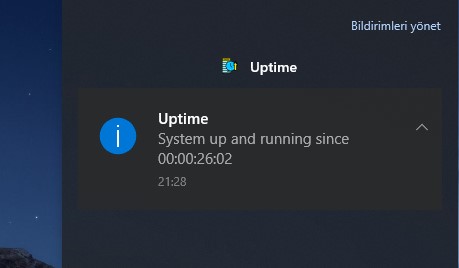 Bildirimleri yönet
Uptime
Uptime
System up and running since
00:00:26:02
21:28